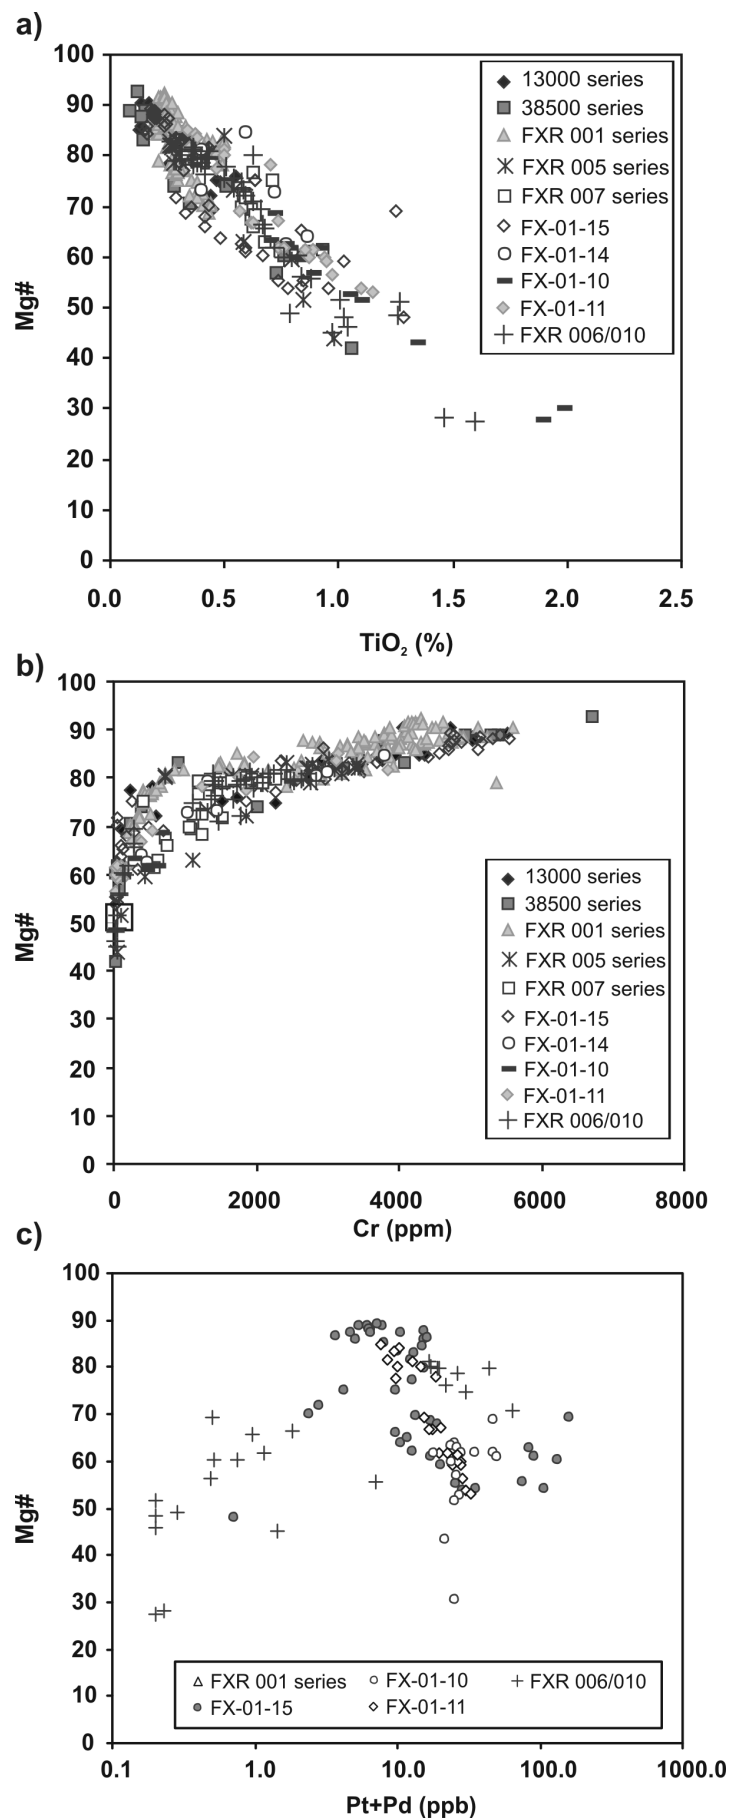 a)
100
90
80
70
60
50
40
30
20
10
0
Mg#
13000 series
38500 series
FXR 001 series
FXR 005 series
FXR 007 series
FX-01-15
FX-01-14
FX-01-10
FX-01-11
FXR 006/010
0.0 0.5 1.0 1.5 2.0 2.5
TiO₂ (%)
b)
100
90
80
70
60
50
40
30
20
10
0
Mg#
13000 series
38500 series
FXR 001 series
FXR 005 series
FXR 007 series
FX-01-15
FX-01-14
FX-01-10
FX-01-11
FXR 006/010
0 2000 4000 6000 8000
Cr (ppm)
c)
100
90
80
70
60
50
40
30
20
10
0
Mg#
FXR 001 series FX-01-10 FXR 006/010
FX-01-15 FX-01-11
0.1 1.0 10.0 100.0 1000.0
Pt+Pd (ppb)